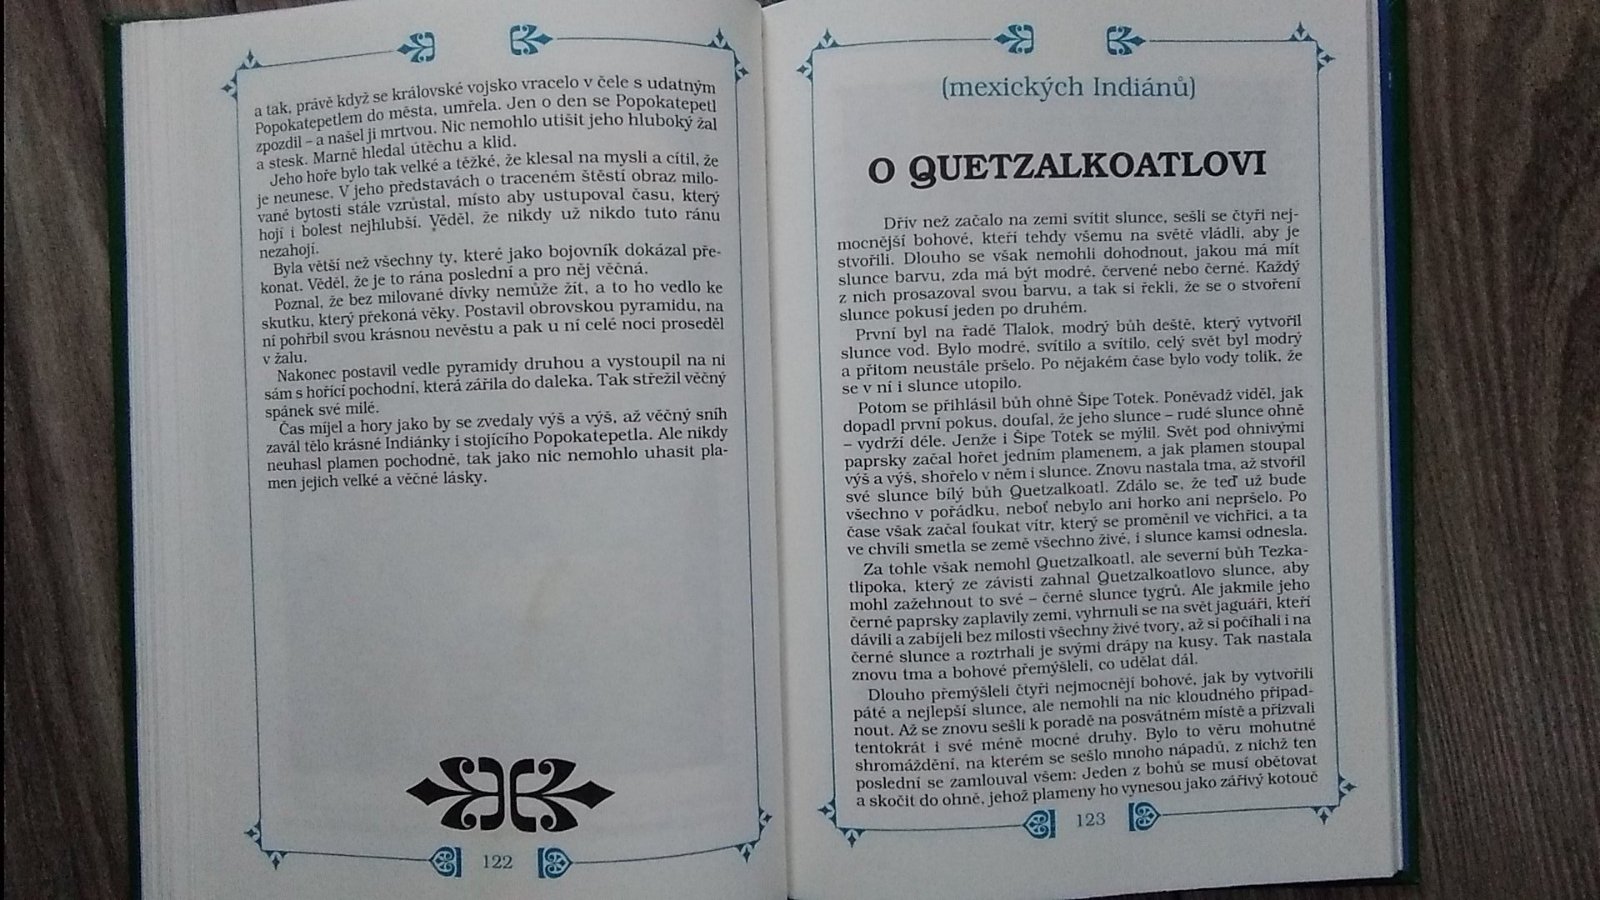 a tak, právě když se královské vojsko vracelo v čele s udatným
Popokatepetlem do města, umřela. Jen o den se Popokatepetl
zpozdil – a našel ji mrtvou. Nic nemohlo utišit jeho hluboký žal
a stesk. Marně hledal útěchu a klid.
Jeho hoře bylo tak velké a těžké, že klesal na mysli a cítil, že
je neunese. V jeho představách o traceném štěstí obraz milo-
vané bytosti stále vzrůstal, místo aby ustupoval času, který
hojí i bolest nejhlubší. Věděl, že nikdy už nikdo tuto ránu
nezahojí.
Byla větší než všechny ty, které jako bojovník dokázal pře-
konat. Věděl, že je to rána poslední a pro něj věčná.
Poznal, že bez milované dívky nemůže žít, a to ho vedlo ke
skutku, který překoná věky. Postavil obrovskou pyramidu, na
ni pohřbil svou krásnou nevěstu a pak u ní celé noci proseděl
v žalu.
Nakonec postavil vedle pyramidy druhou a vystoupil na ni
sám s hořící pochodní, která zářila do daleka. Tak střežil věčný
spánek své milé.
Čas míjel a hory jako by se zvedaly výš a výš, až věčný sníh
zavál tělo krásné Indiánky i stojícího Popokatepetla. Ale nikdy
neuhasl plamen pochodně, tak jako nic nemohlo uhasit pla-
men jejich velké a věčné lásky.
122
(mexických Indiánů)
O QUETZALKOATLOVI
Dřív než začalo na zemi svítit slunce, sešli se čtyři nej-
mocnější bohové, kteří tehdy všemu na světě vládli, aby je
stvořili. Dlouho se však nemohli dohodnout, jakou má mít
slunce barvu, zda má být modré, červené nebo černé. Každý
z nich prosazoval svou barvu, a tak si řekli, že se o stvoření
slunce pokusí jeden po druhém.
První byl na řadě Tlalok, modrý bůh deště, který vytvořil
slunce vod. Bylo modré, svítilo a svítilo, celý svět byl modrý
a přitom neustále pršelo. Po nějakém čase bylo vody tolik, že
se v ní i slunce utopilo.
Potom se přihlásil bůh ohně Šipe Totek. Poněvadž viděl, jak
dopadl první pokus, doufal, že jeho slunce – rudé slunce ohně
– vydrží déle. Jenže i Šipe Totek se mýlil. Svět pod ohnivými
paprsky začal hořet jedním plamenem, a jak plamen stoupal
výš a výš, shořelo v něm i slunce. Znovu nastala tma, až stvořil
své slunce bílý bůh Quetzalkoatl. Zdálo se, že teď už bude
všechno v pořádku, neboť nebylo ani horko ani nepršelo. Po
čase však začal foukat vítr, který se proměnil ve vichřici, a ta
ve chvíli smetla se země všechno živé, i slunce kamsi odnesla.
Za tohle však nemohl Quetzalkoatl, ale severní bůh Tezka-
tlipoka, který ze závisti zahnal Quetzalkoatlovo slunce, aby
mohl zažehnout to své – černé slunce tygrů. Ale jakmile jeho
černé paprsky zaplavily zemi, vyhrnuli se na svět jaguáři, kteří
dávili a zabíjeli bez milosti všechny živé tvory, až si počíhali i na
černé slunce a roztrhali je svými drápy na kusy. Tak nastala
znovu tma a bohové přemýšleli, co udělat dál.
Dlouho přemýšleli čtyři nejmocnějí bohové, jak by vytvořili
páté a nejlepší slunce, ale nemohli na nic kloudného připad-
nout. Až se znovu sešli k poradě na posvátném místě a přizvali
tentokrát i své méně mocné druhy. Bylo to věru mohutné
shromáždění, na kterém se sešlo mnoho nápadů, z nichž ten
poslední se zamlouval všem: Jeden z bohů se musí obětovat
a skočit do ohně, jehož plameny ho vynesou jako zářivý kotouč
123